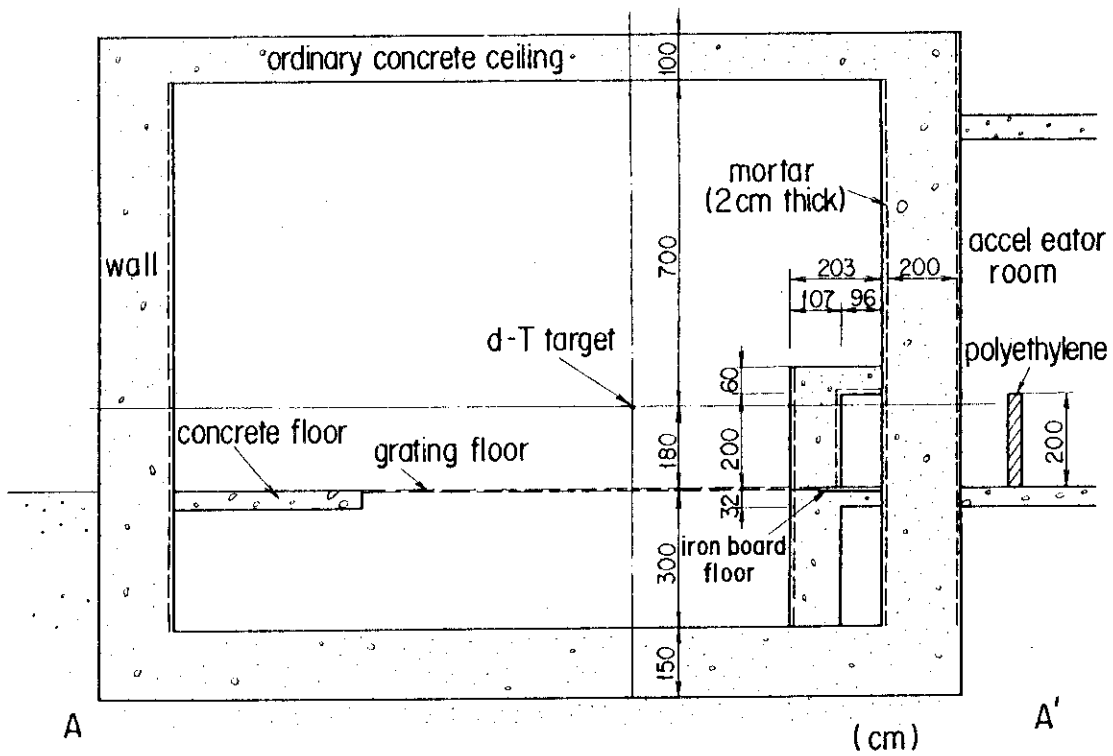 ordinary concrete ceiling
100
mortar
(2cm thick)
wall
700
203
200
107
96
accel eator
room
d-T target
polyethylene
60
concrete floor
grating floor
180
200
200
32
iron board
floor
300
150
A
(cm)
A'